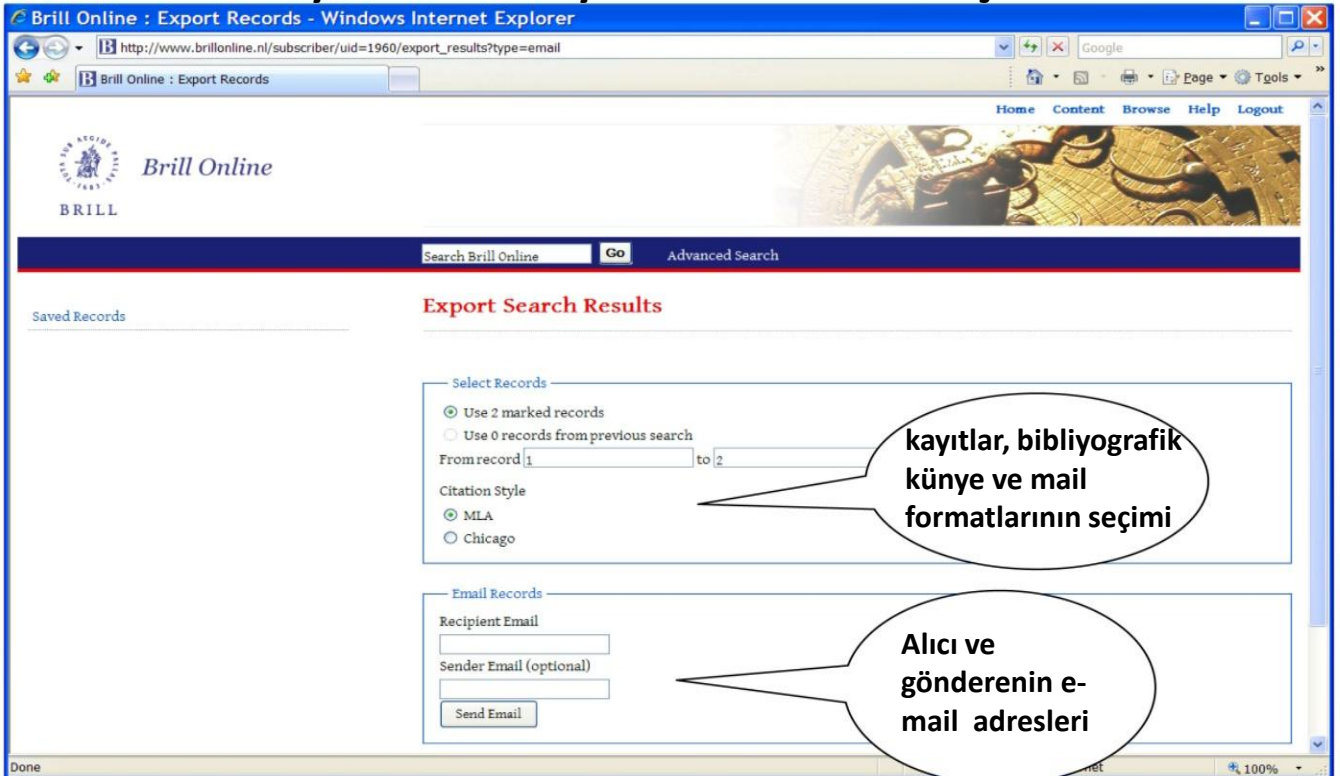 Brill Online : Export Records - Windows Internet Explorer
http://www.brillonline.nl/subscriber/uid=1960/export_results?type=email
Google
Brill Online : Export Records
Page
Tools
Home Content Browse Help Logout
Brill Online
BRILL
Search Brill Online Go Advanced Search
Saved Records
Export Search Results
Select Records
Use 2 marked records
Use 0 records from previous search
From record 1 to 2
Citation Style
MLA
Chicago
kayıtlar, bibliyografik
künye ve mail
formatlarının seçimi
Email Records
Recipient Email
Sender Email (optional)
Send Email
Alıcı ve
gönderenin e-
mail adresleri
Done
100%